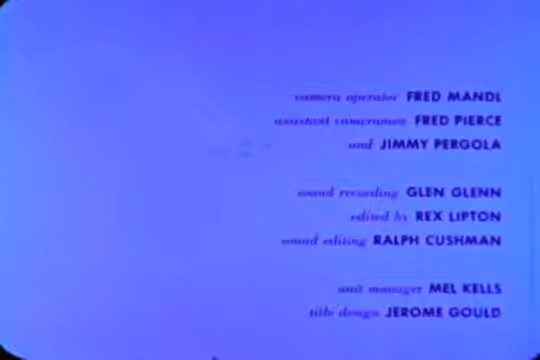 camera operator FRED MANDL
assistant cameramen FRED PIERCE
and JIMMY PERGOLA
sound recording GLEN GLENN
edited by REX LIPTON
sound editing RALPH CUSHMAN
unit manager MEL KELLS
title design JEROME GOULD